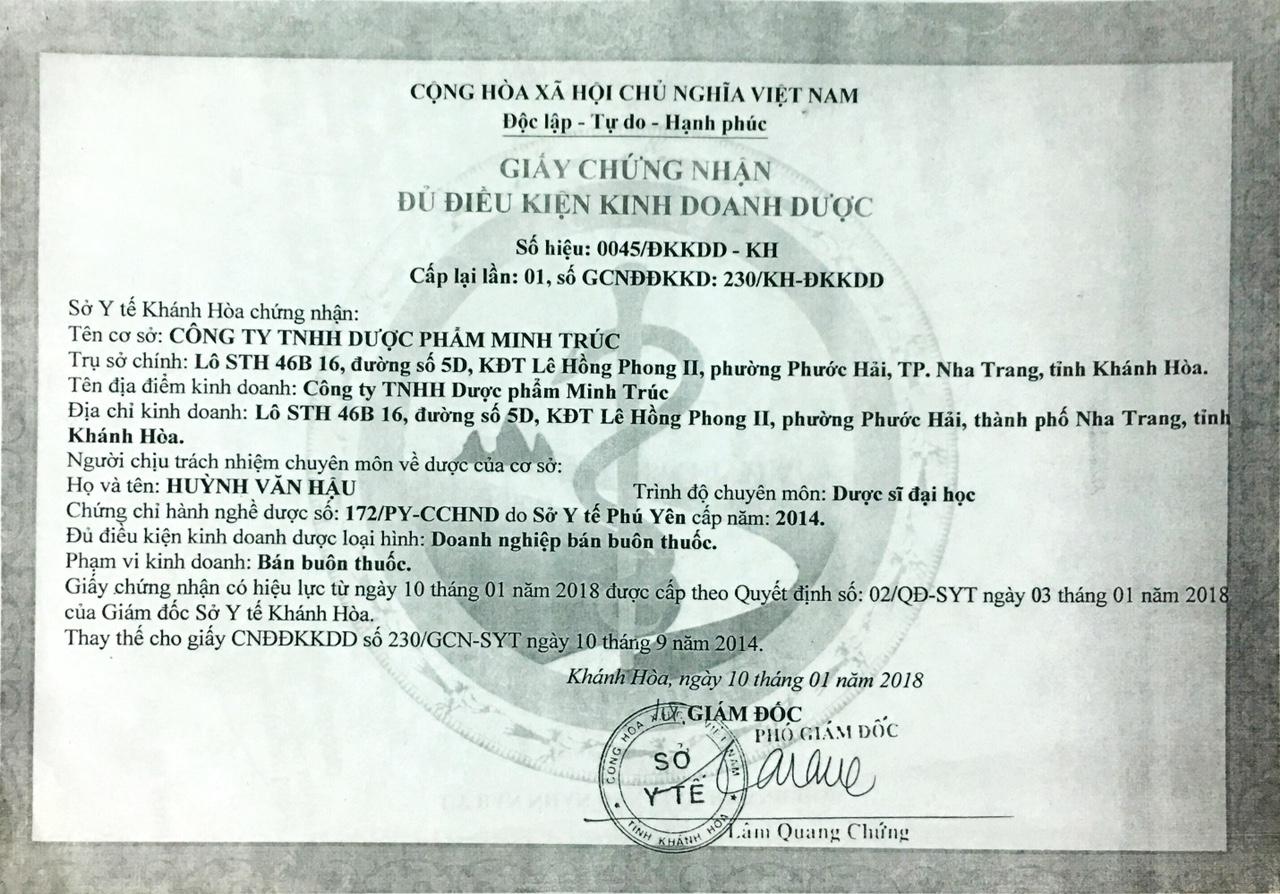 CỘNG HÒA XÃ HỘI CHỦ NGHĨA VIỆT NAM
Độc lập - Tự do - Hạnh phúc
GIẤY CHỨNG NHẬN
ĐỦ ĐIỀU KIỆN KINH DOANH DƯỢC
Số hiệu: 0045/ĐKKDD - KH
Cấp lại lần: 01, số GCNĐĐKKD: 230/KH-ĐKKDD
Sở Y tế Khánh Hòa chứng nhận:
Tên cơ sở: CÔNG TY TNHH DƯỢC PHẨM MINH TRÚC
Trụ sở chính: Lô STH 46B 16, đường số 5D, KĐT Lê Hồng Phong II, phường Phước Hải, TP. Nha Trang, tỉnh Khánh Hòa.
Tên địa điểm kinh doanh: Công ty TNHH Dược phẩm Minh Trúc
Địa chỉ kinh doanh: Lô STH 46B 16, đường số 5D, KĐT Lê Hồng Phong II, phường Phước Hải, thành phố Nha Trang, tỉnh
Khánh Hòa.
Người chịu trách nhiệm chuyên môn về dược của cơ sở:
Họ và tên: HUỲNH VĂN HẬU Trình độ chuyên môn: Dược sĩ đại học
Chứng chỉ hành nghề dược số: 172/PY-CCHND do Sở Y tế Phú Yên cấp năm: 2014.
Đủ điều kiện kinh doanh dược loại hình: Doanh nghiệp bán buôn thuốc.
Phạm vi kinh doanh: Bán buôn thuốc.
Giấy chứng nhận có hiệu lực từ ngày 10 tháng 01 năm 2018 được cấp theo Quyết định số: 02/QĐ-SYT ngày 03 tháng 01 năm 2018
của Giám đốc Sở Y tế Khánh Hòa.
Thay thế cho giấy CNĐĐKKDD số 230/GCN-SYT ngày 10 tháng 9 năm 2014.
Khánh Hòa, ngày 10 tháng 01 năm 2018
GIÁM ĐỐC
PHÓ GIÁM ĐỐC
SỞ
Y TẾ
TỈNH KHÁNH HÒA
Lâm Quang Chứng